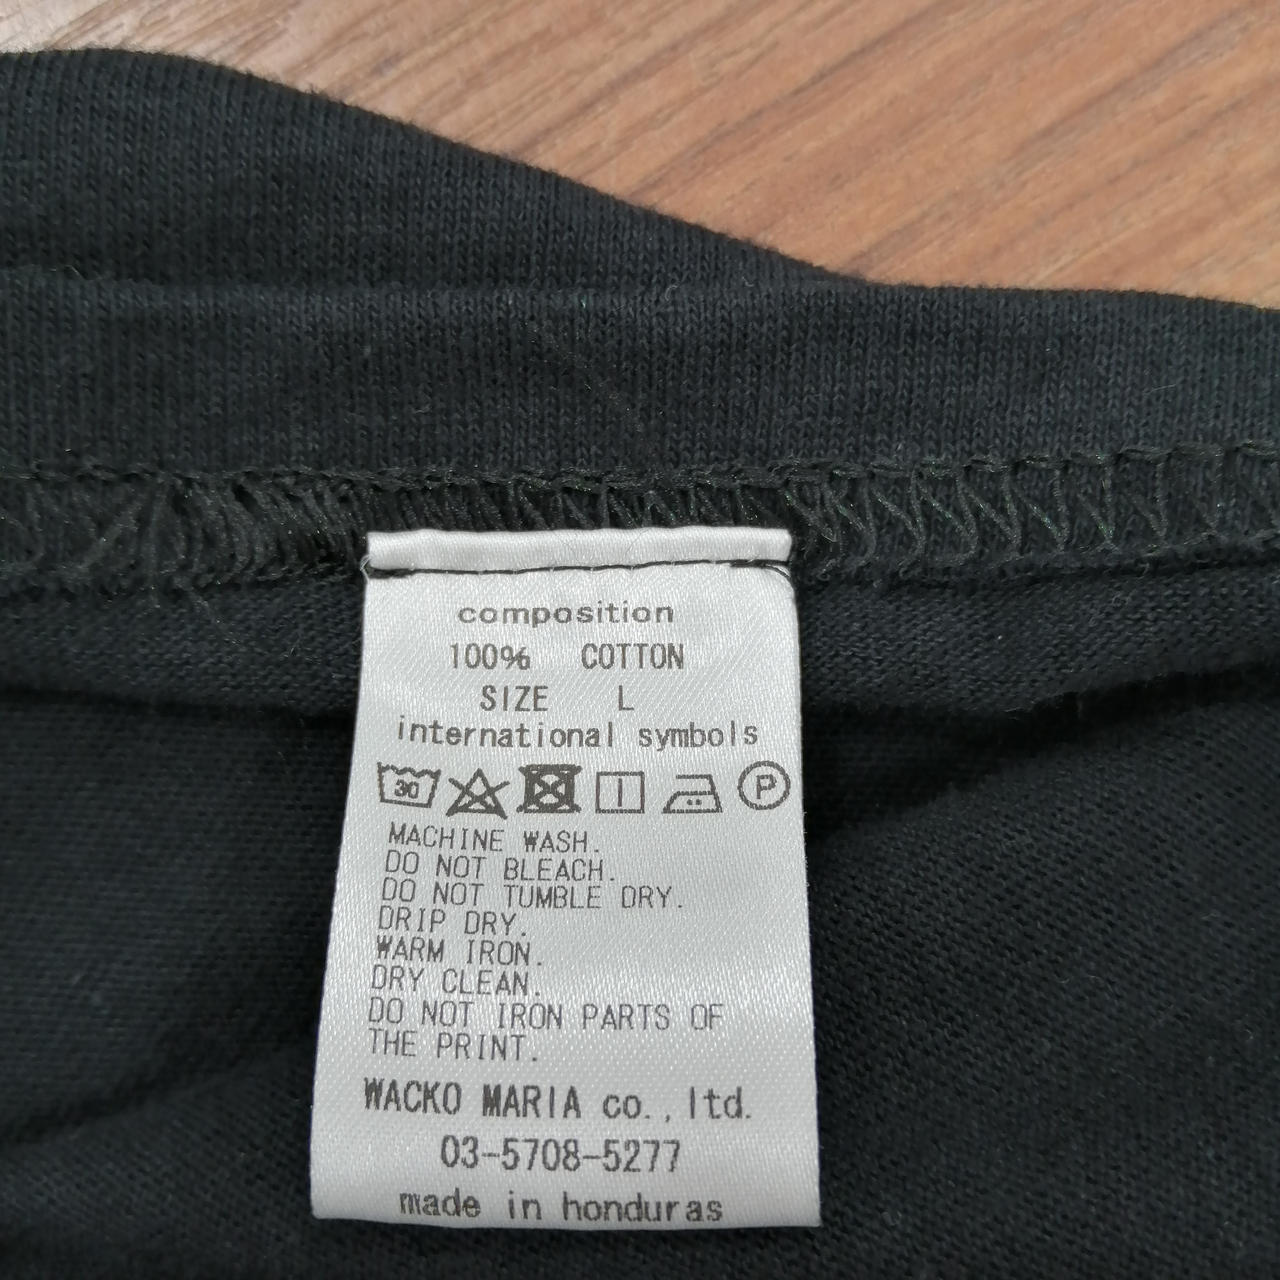 composition
100% COTTON
SIZE L
international symbols
30 P
MACHINE WASH.
DO NOT BLEACH.
DO NOT TUMBLE DRY.
DRIP DRY.
WARM IRON.
DRY CLEAN.
DO NOT IRON PARTS OF
THE PRINT.
WACKO MARIA co.,ltd.
03-5708-5277
made in honduras